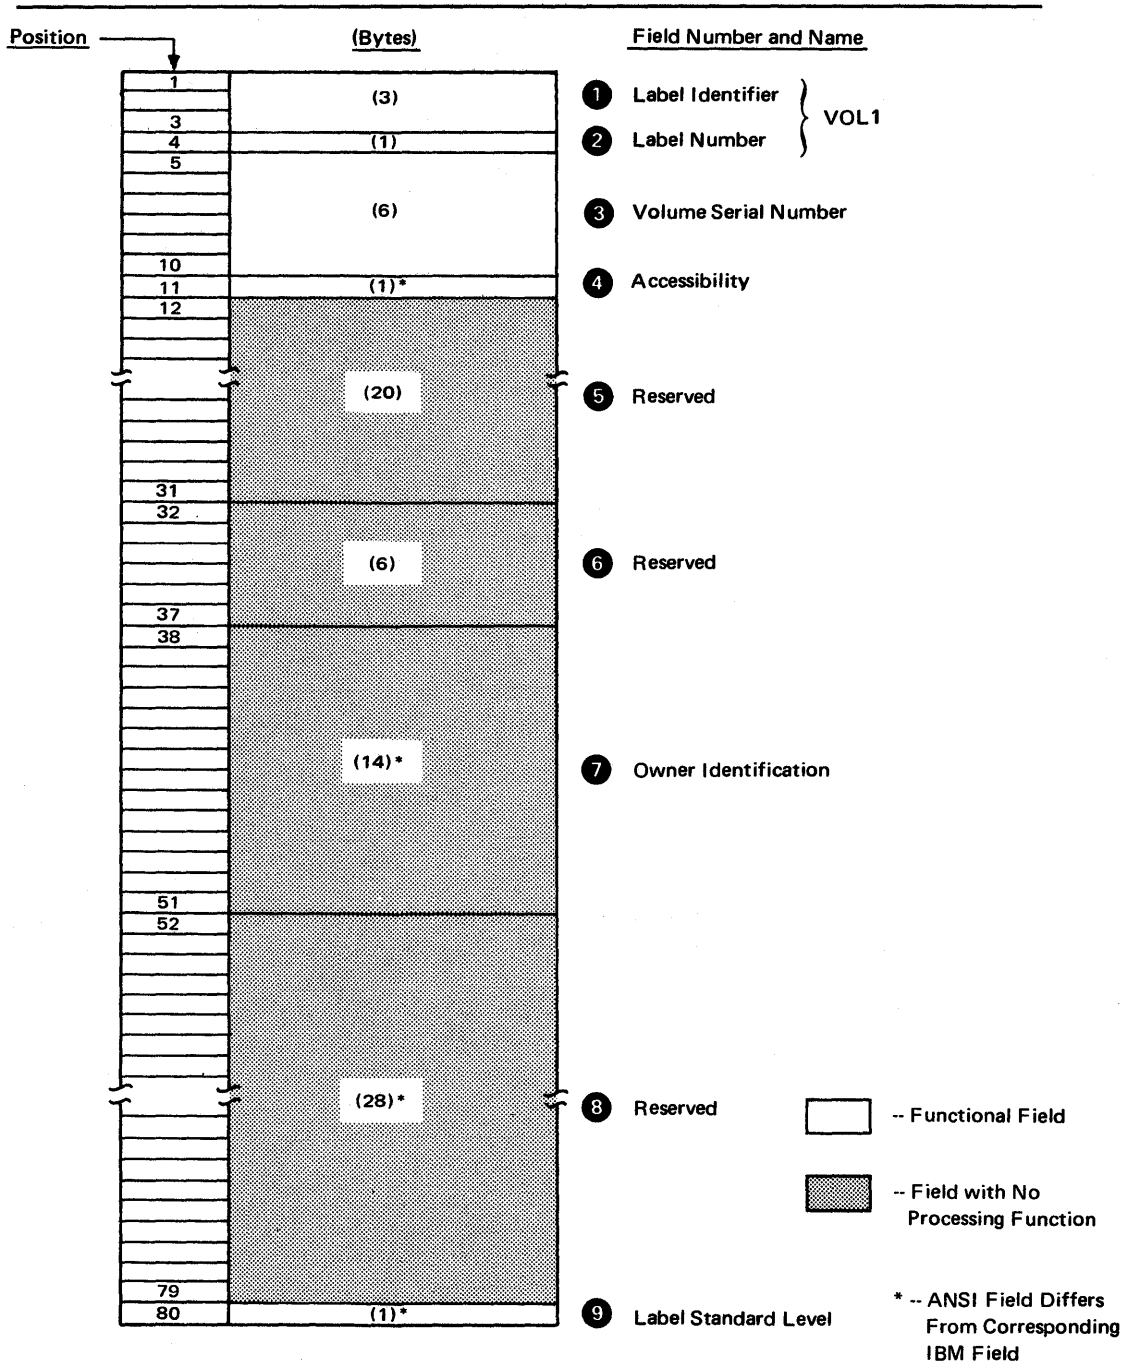 Position (Bytes) Field Number and Name
1
(3)
1 Label Identifier
VOL1
3
4 (1)
2 Label Number
5
(6)
3 Volume Serial Number
10
11 (1)*
4 Accessibility
12
(20)
5 Reserved
31
32
(6)
6 Reserved
37
38
(14)*
7 Owner Identification
51
52
(28)*
8 Reserved
-- Functional Field
-- Field with No
Processing Function
79
80 (1)*
9 Label Standard Level
* -- ANSI Field Differs
From Corresponding
IBM Field